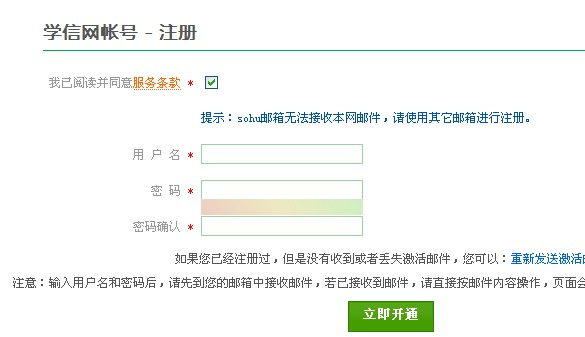 学信网帐号 - 注册
我已阅读并同意服务条款 *
提示：sohu邮箱无法接收本网邮件，请使用其它邮箱进行注册。
用 户 名 *
密 码 *
密码确认 *
如果您已经注册过，但是没有收到或者丢失激活邮件，您可以：重新发送激活
注意：输入用户名和密码后，请先到您的邮箱中接收邮件，若已接收到邮件，请直接按邮件内容操作，页面会
立即开通